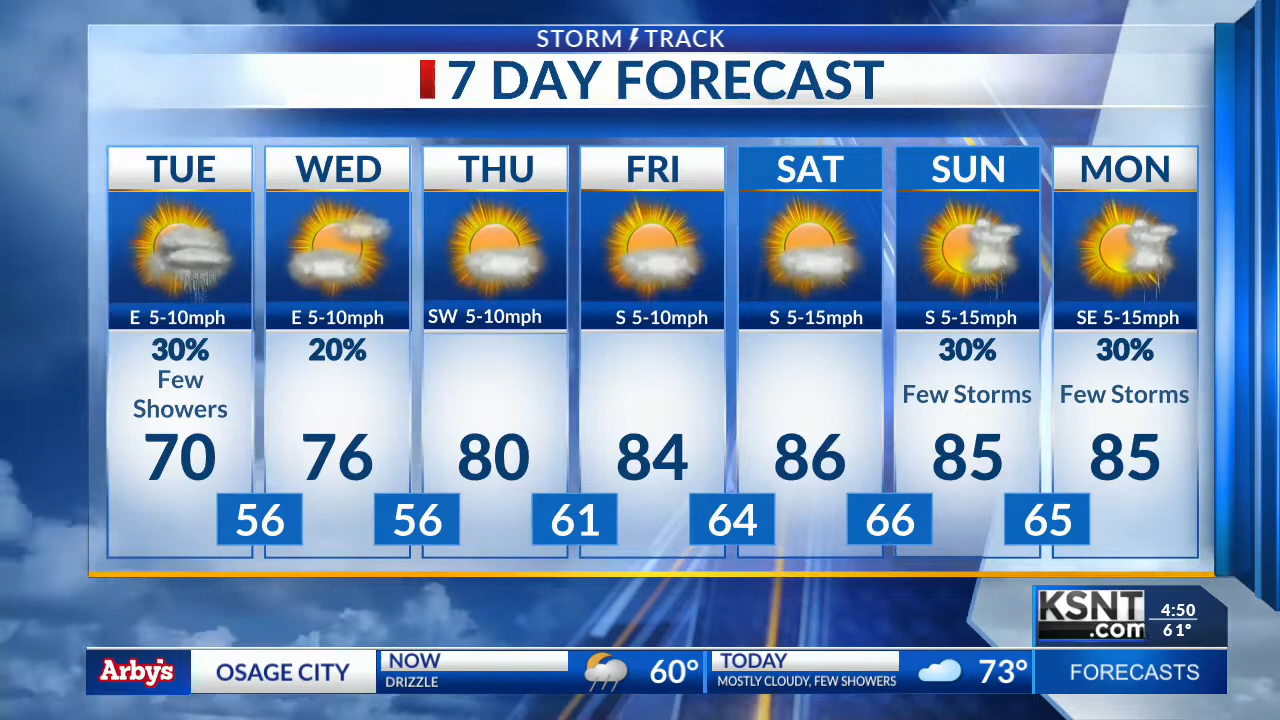 STORM TRACK
7 DAY FORECAST
TUE WED THU FRI SAT SUN MON
E 5-10mph E 5-10mph SW 5-10mph S 5-10mph S 5-15mph S 5-15mph SE 5-15mph
30% 20% 30% 30%
Few
Showers
Few Storms Few Storms
70 76 80 84 86 85 85
56 56 61 64 66 65
KSNT
.com
4:50
61°
Arby's OSAGE CITY
NOW
DRIZZLE
60°
TODAY
MOSTLY CLOUDY, FEW SHOWERS
73°
FORECASTS